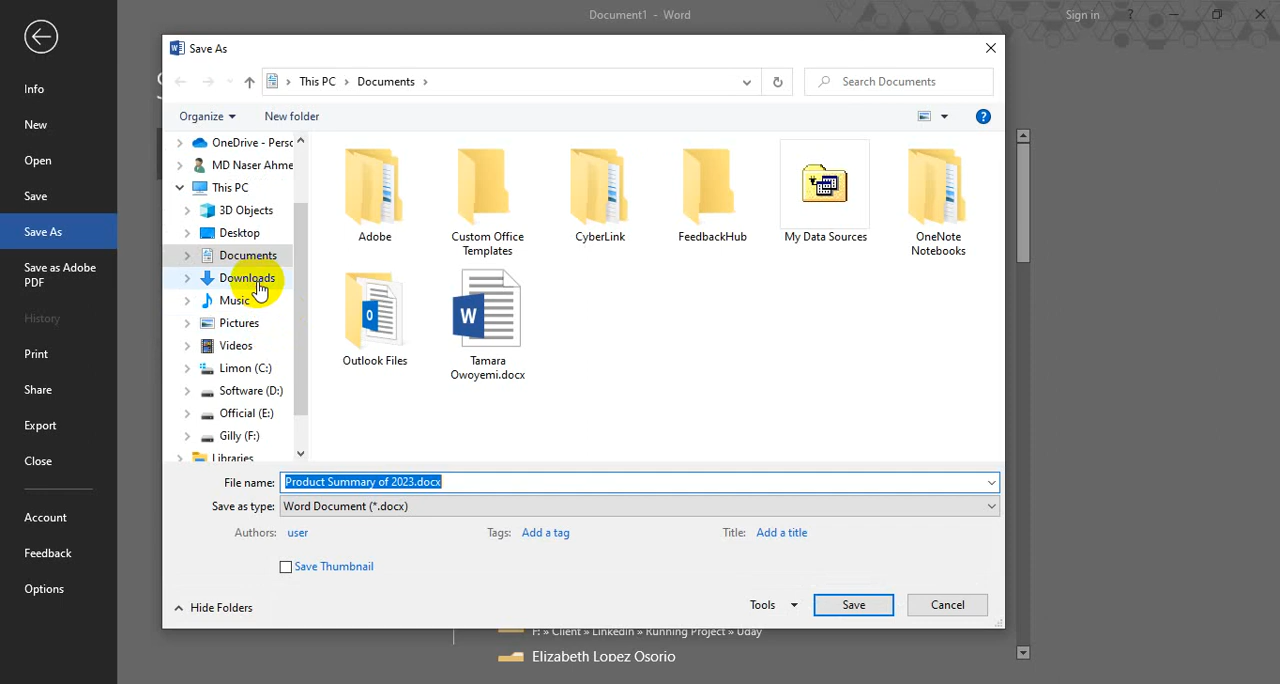 Document1 - Word
Sign in
?
Info
New
Open
Save
Save As
Save as Adobe
PDF
History
Print
Share
Export
Close
Account
Feedback
Options
Save As
This PC
Documents
Search Documents
Organize
New folder
OneDrive - Persc
MD Naser Ahme
This PC
3D Objects
Desktop
Documents
Downloads
Music
Pictures
Videos
Limon (C:)
Software (D:)
Official (E:)
Gilly (F:)
Libraries
Adobe
Custom Office
Templates
CyberLink
FeedbackHub
My Data Sources
OneNote
Notebooks
Outlook Files
Tamara
Owoyemi.docx
File name: Product Summary of 2023.docx
Save as type: Word Document (*.docx)
Authors: user
Tags: Add a tag
Title: Add a title
Save Thumbnail
Hide Folders
Tools
Save
Cancel
F: » Client » LinkedIn » Running Project » Uday
Elizabeth Lopez Osorio